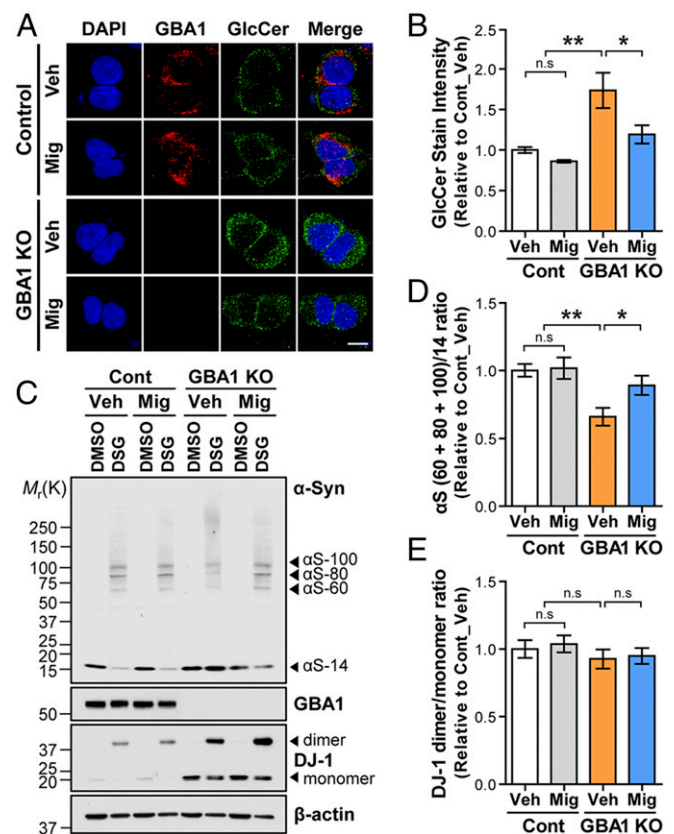 A
DAPI GBA1 GlcCer Merge
Control
Veh
Mig
GBA1 KO
Veh
Mig
B
GlcCer Stain Intensity
(Relative to Cont_Veh)
2.5
2.0
1.5
1.0
0.5
0.0
n.s ** *
Veh Mig Veh Mig
Cont GBA1 KO
C
Cont GBA1 KO
Veh Mig Veh Mig
DMSO DSG DMSO DSG DMSO DSG DMSO DSG
Mr(K)
α-Syn
250
150
100
75
50
37
25
20
15
αS-100
αS-80
αS-60
αS-14
50
GBA1
37
25
20
dimer
DJ-1
monomer
37
β-actin
D
αS (60 + 80 + 100)/14 ratio
(Relative to Cont_Veh)
1.5
1.0
0.5
0.0
n.s ** *
Veh Mig Veh Mig
Cont GBA1 KO
E
DJ-1 dimer/monomer ratio
(Relative to Cont_Veh)
1.5
1.0
0.5
0.0
n.s n.s n.s
Veh Mig Veh Mig
Cont GBA1 KO